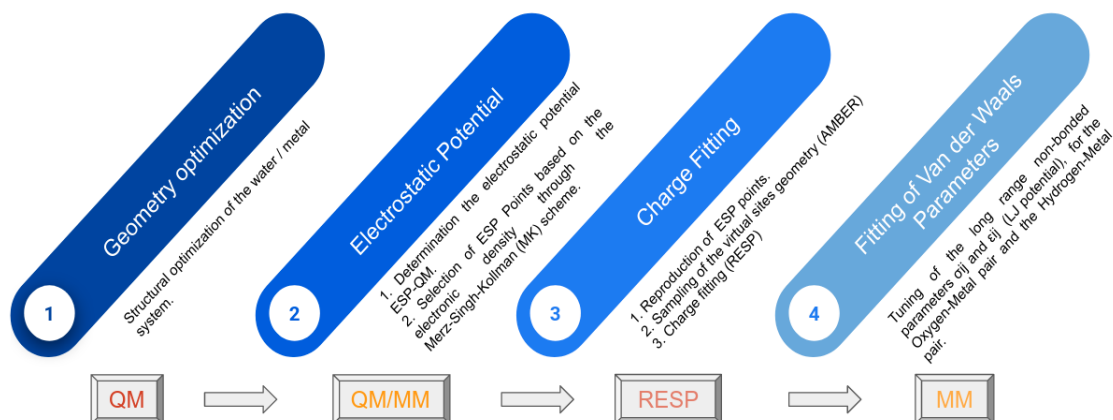 Geometry optimization
1
Structural optimization of the water / metal
system.
Electrostatic Potential
2
1. Determination the electrostatic potential
ESP-QM.
2. Selection of ESP Points based on the
electronic density through the
Merz-Singh-Kollman (MK) scheme.
Charge Fitting
3
1. Reproduction of ESP points.
2. Sampling of the virtual sites geometry (AMBER)
3. Charge fitting (RESP)
Fitting of Van der Waals
Parameters
4
Tuning of the long range non-bonded
parameters σij and εij (LJ potential), for the
Oxygen-Metal pair and the Hydrogen-Metal
pair.
QM
QM/MM
RESP
MM